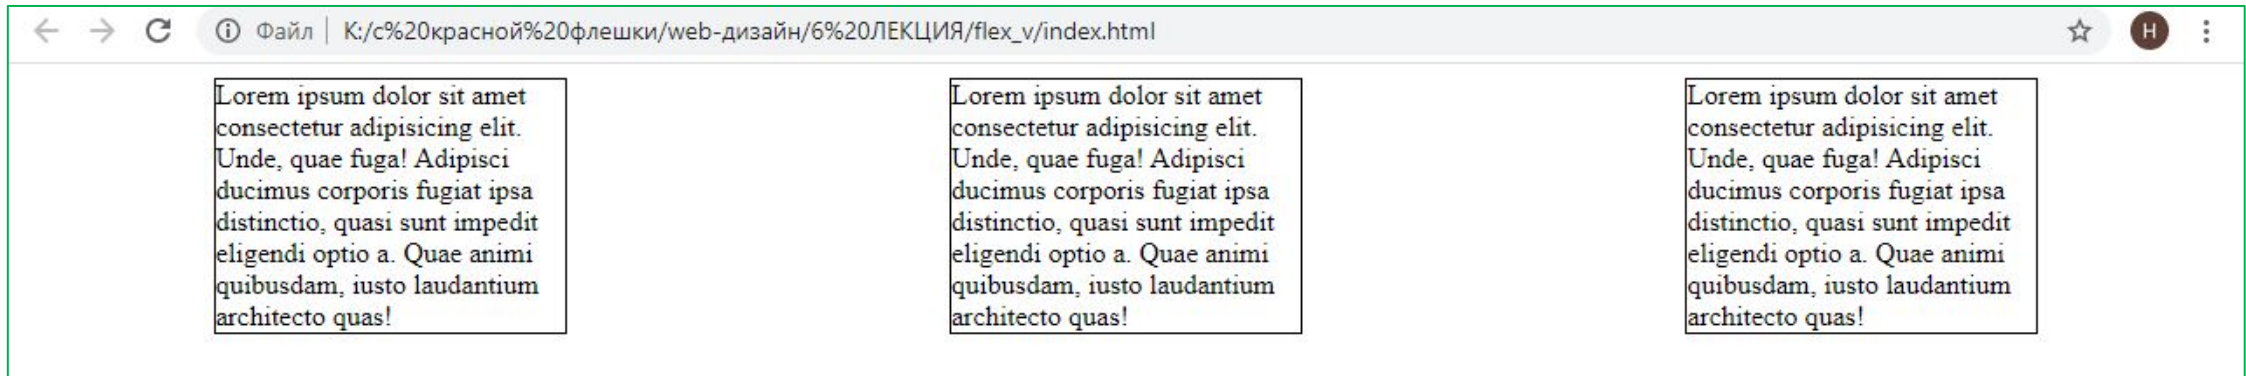 Файл K:/с%20красной%20флешки/web-дизайн/6%20ЛЕКЦИЯ/flex_v/index.html
Н
Lorem ipsum dolor sit amet
consectetur adipisicing elit.
Unde, quae fuga! Adipisci
ducimus corporis fugiat ipsa
distinctio, quasi sunt impedit
eligendi optio a. Quae animi
quibusdam, iusto laudantium
architecto quas!
Lorem ipsum dolor sit amet
consectetur adipisicing elit.
Unde, quae fuga! Adipisci
ducimus corporis fugiat ipsa
distinctio, quasi sunt impedit
eligendi optio a. Quae animi
quibusdam, iusto laudantium
architecto quas!
Lorem ipsum dolor sit amet
consectetur adipisicing elit.
Unde, quae fuga! Adipisci
ducimus corporis fugiat ipsa
distinctio, quasi sunt impedit
eligendi optio a. Quae animi
quibusdam, iusto laudantium
architecto quas!